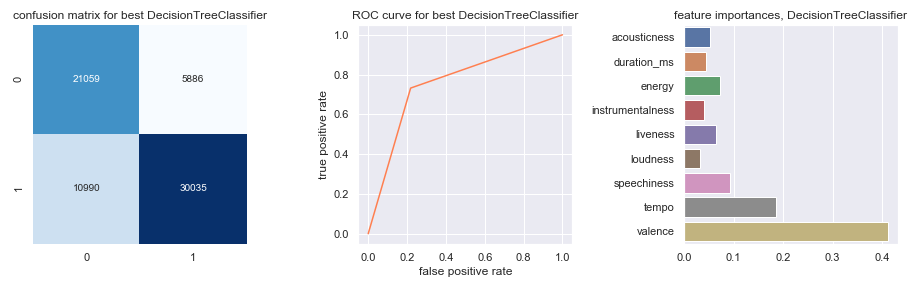 confusion matrix for best DecisionTreeClassifier
0
21059
5886
1
10990
30035
0
1
ROC curve for best DecisionTreeClassifier
true positive rate
1.0
0.8
0.6
0.4
0.2
0.0
0.0
0.2
0.4
0.6
0.8
1.0
false positive rate
feature importances, DecisionTreeClassifier
acousticness
duration_ms
energy
instrumentalness
liveness
loudness
speechiness
tempo
valence
0.0
0.1
0.2
0.3
0.4